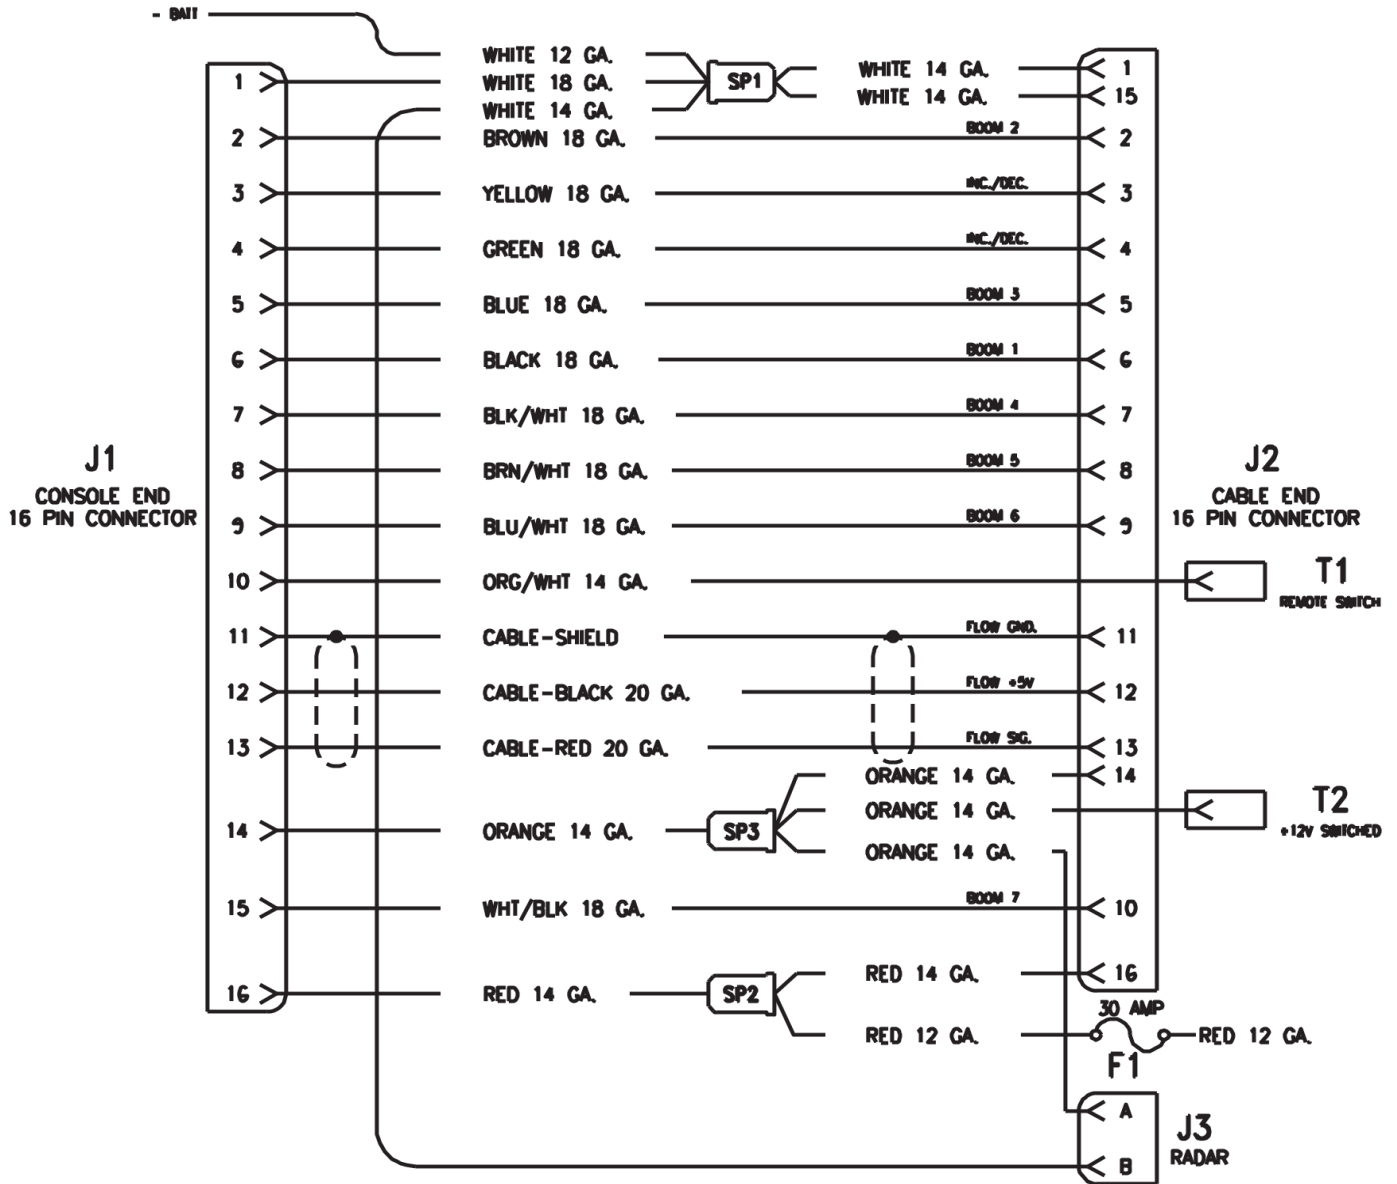 - BATT
WHITE 12 GA.
1 WHITE 18 GA. SP1 WHITE 14 GA. 1
WHITE 14 GA. WHITE 14 GA. 15
2 BROWN 18 GA. BOOM 2 2
3 YELLOW 18 GA. INC./DEC. 3
4 GREEN 18 GA. INC./DEC. 4
5 BLUE 18 GA. BOOM 3 5
6 BLACK 18 GA. BOOM 1 6
7 BLK/WHT 18 GA. BOOM 4 7
J1
CONSOLE END
16 PIN CONNECTOR
8 BRN/WHT 18 GA. BOOM 5 8
J2
CABLE END
16 PIN CONNECTOR
9 BLU/WHT 18 GA. BOOM 6 9
10 ORG/WHT 14 GA. T1
REMOTE SWITCH
11 CABLE-SHIELD FLOW GND. 11
12 CABLE-BLACK 20 GA. FLOW +5V 12
13 CABLE-RED 20 GA. FLOW SIG. 13
ORANGE 14 GA. 14
ORANGE 14 GA. T2
+12V SWITCHED
14 ORANGE 14 GA. SP3
ORANGE 14 GA.
15 WHT/BLK 18 GA. BOOM 7 10
RED 14 GA. 16
16 RED 14 GA. SP2
30 AMP
RED 12 GA. RED 12 GA.
F1
A
J3
RADAR
B